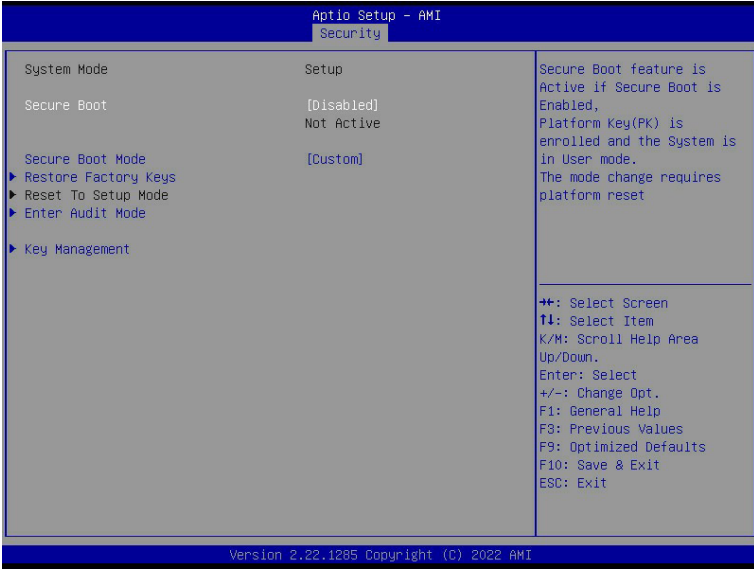 Aptio Setup – AMI
Security
System Mode Setup
Secure Boot [Disabled]
Not Active
Secure Boot Mode [Custom]
▶ Restore Factory Keys
▶ Reset To Setup Mode
▶ Enter Audit Mode
▶ Key Management
Secure Boot feature is
Active if Secure Boot is
Enabled,
Platform Key(PK) is
enrolled and the System is
in User mode.
The mode change requires
platform reset
→←: Select Screen
↑↓: Select Item
K/M: Scroll Help Area
Up/Down.
Enter: Select
+/-: Change Opt.
F1: General Help
F3: Previous Values
F9: Optimized Defaults
F10: Save & Exit
ESC: Exit
Version 2.22.1285 Copyright (C) 2022 AMI